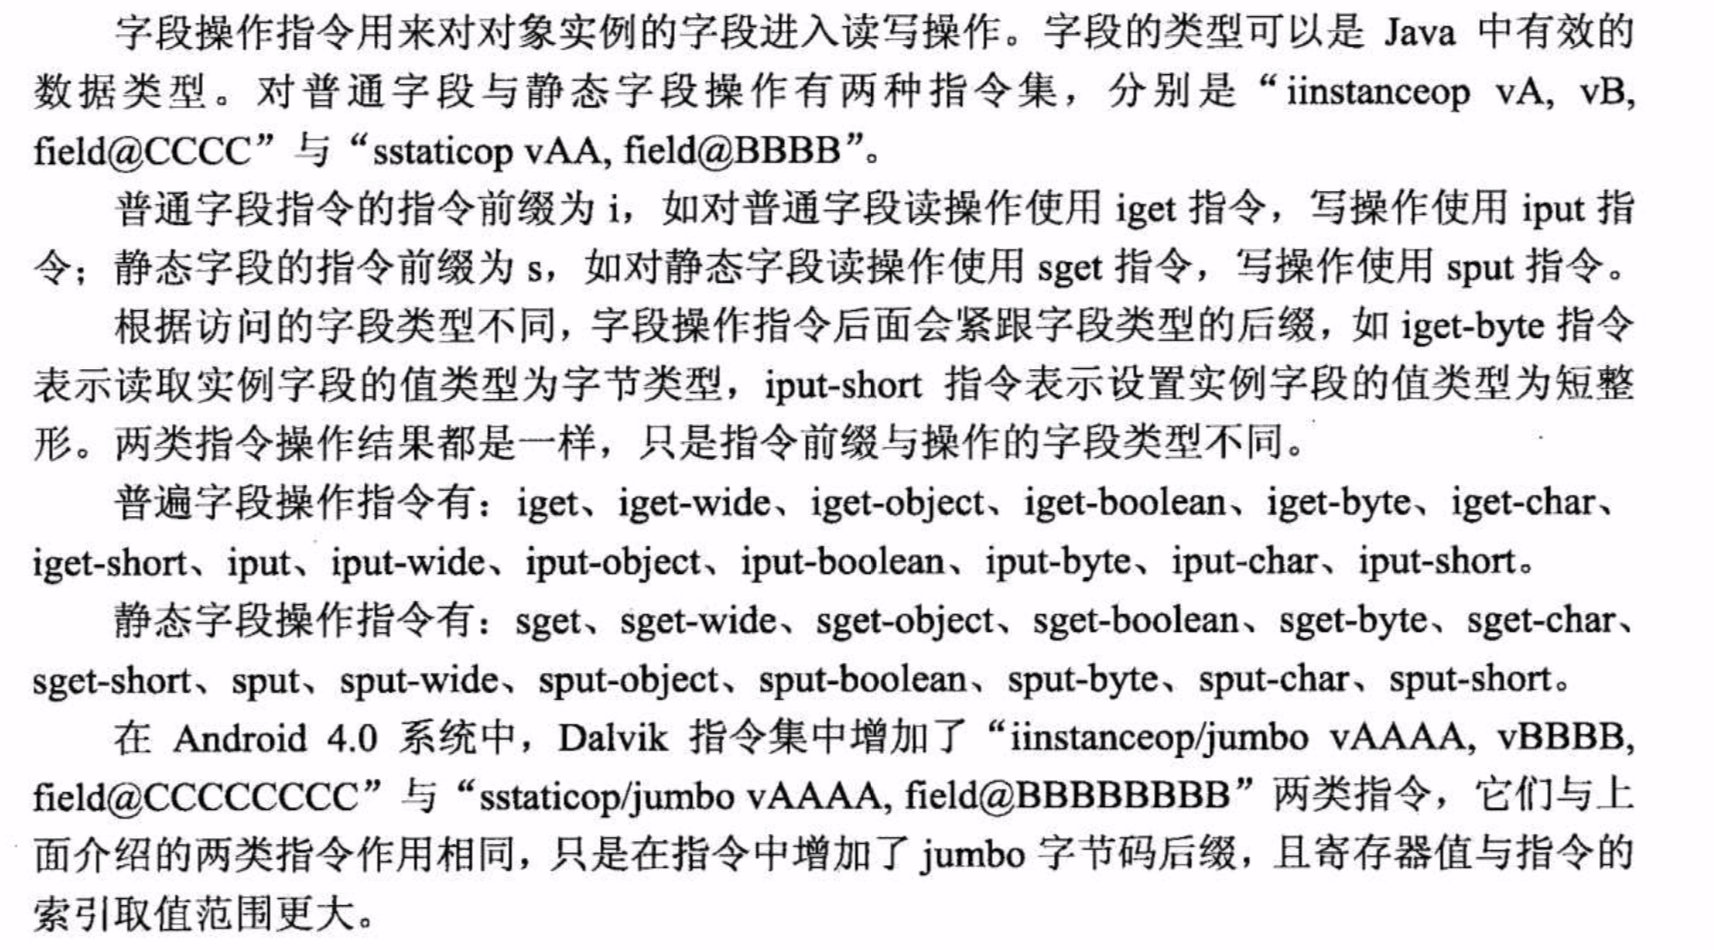 字段操作指令用来对对象实例的字段进入读写操作。字段的类型可以是 Java 中有效的
数据类型。对普通字段与静态字段操作有两种指令集，分别是“iinstanceop vA, vB,
field@CCCC”与“sstaticop vAA, field@BBBB”。
普通字段指令的指令前缀为 i，如对普通字段读操作使用 iget 指令，写操作使用 iput 指
令；静态字段的指令前缀为 s，如对静态字段读操作使用 sget 指令，写操作使用 sput 指令。
根据访问的字段类型不同，字段操作指令后面会紧跟字段类型的后缀，如 iget-byte 指令
表示读取实例字段的值类型为字节类型，iput-short 指令表示设置实例字段的值类型为短整
形。两类指令操作结果都是一样，只是指令前缀与操作的字段类型不同。
普遍字段操作指令有：iget、iget-wide、iget-object、iget-boolean、iget-byte、iget-char、
iget-short、iput、iput-wide、iput-object、iput-boolean、iput-byte、iput-char、iput-short。
静态字段操作指令有：sget、sget-wide、sget-object、sget-boolean、sget-byte、sget-char、
sget-short、sput、sput-wide、sput-object、sput-boolean、sput-byte、sput-char、sput-short。
在 Android 4.0 系统中，Dalvik 指令集中增加了“iinstanceop/jumbo vAAAA, vBBBB,
field@CCCCCCCC”与“sstaticop/jumbo vAAAA, field@BBBBBBBB”两类指令，它们与上
面介绍的两类指令作用相同，只是在指令中增加了 jumbo 字节码后缀，且寄存器值与指令的
索引取值范围更大。